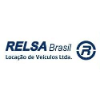 RELSA Brasil
Locação de Veículos Ltda.
R